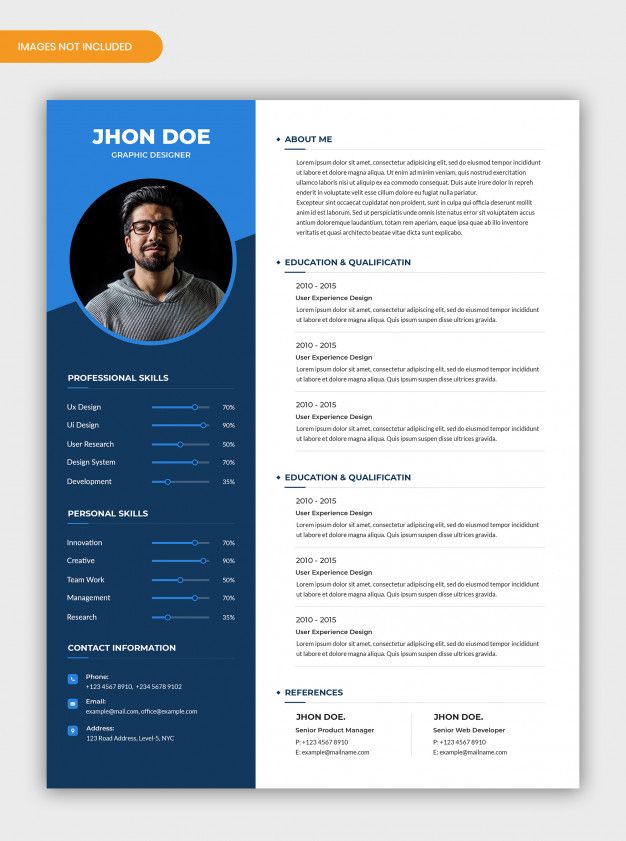 IMAGES NOT INCLUDED
JHON DOE
GRAPHIC DESIGNER
PROFESSIONAL SKILLS
Ux Design 70%
Ui Design 90%
User Research 50%
Design System 70%
Development 35%
PERSONAL SKILLS
Innovation 70%
Creative 90%
Team Work 50%
Management 70%
Research 35%
CONTACT INFORMATION
Phone:
+123 4567 8910, +234 5678 9102
Email:
example@mail.com, office@example.com
Address:
123 Road Address, Level-5, NYC
ABOUT ME
Lorem ipsum dolor sit amet, consectetur adipiscing elit, sed do eiusmod
tempor incididunt ut labore et dolore magna aliqua.
Ut enim ad minim veniam, Duis aute irure dolor in repreh
enderit in voluptate velit esse cillum dolore eu fugiat nulla pariatur.
Excepteur sint occaecat cupidatat non proident, sunt in culpa qui officia deserunt mollit
anim id est laborum. Sed ut perspiciatis unde omnis iste natus error sit voluptatem acc
antium doloremque laudantium, totam rem aperiam, eaque ipsa quae ab illo inventore
veritatis et quasi architecto beatae vitae dicta sunt explicabo.
EDUCATION & QUALIFICATIN
2010 - 2015
User Experience Design
Lorem ipsum dolor sit amet, consectetur adipiscing elit, sed do eiusmod tempor incididunt
ut labore et dolore magna aliqua. Quis ipsum suspen disse ultrices gravida.
2010 - 2015
User Experience Design
Lorem ipsum dolor sit amet, consectetur adipiscing elit, sed do eiusmod tempor incididunt
ut labore et dolore magna aliqua. Quis ipsum suspen disse ultrices gravida.
2010 - 2015
User Experience Design
Lorem ipsum dolor sit amet, consectetur adipiscing elit, sed do eiusmod tempor incididunt
ut labore et dolore magna aliqua. Quis ipsum suspen disse ultrices gravida.
EDUCATION & QUALIFICATIN
2010 - 2015
User Experience Design
Lorem ipsum dolor sit amet, consectetur adipiscing elit, sed do eiusmod tempor incididunt
ut labore et dolore magna aliqua. Quis ipsum suspen disse ultrices gravida.
2010 - 2015
User Experience Design
Lorem ipsum dolor sit amet, consectetur adipiscing elit, sed do eiusmod tempor incididunt
ut labore et dolore magna aliqua. Quis ipsum suspen disse ultrices gravida.
2010 - 2015
User Experience Design
Lorem ipsum dolor sit amet, consectetur adipiscing elit, sed do eiusmod tempor incididunt
ut labore et dolore magna aliqua. Quis ipsum suspen disse ultrices gravida.
REFERENCES
JHON DOE.
Senior Product Manager
P: +123 4567 8910
E: example@mail.com
JHON DOE.
Senior Web Developer
P: +123 4567 8910
E: example@mail.com